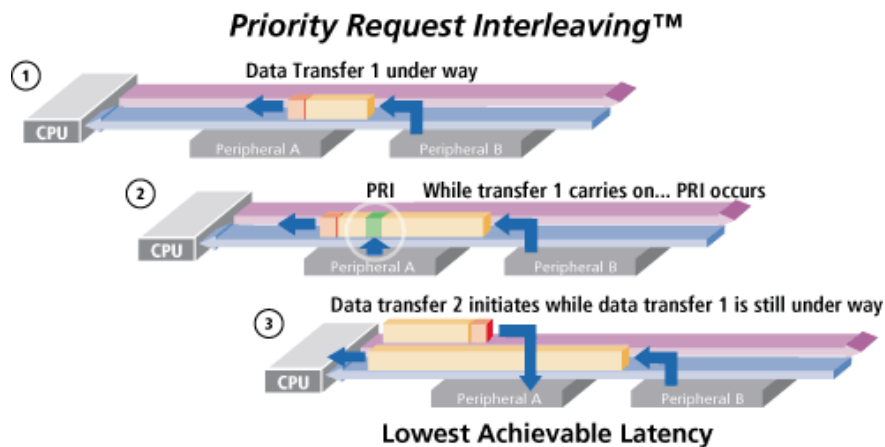 Priority Request Interleaving™
1
Data Transfer 1 under way
CPU
Peripheral A
Peripheral B
2
PRI
While transfer 1 carries on... PRI occurs
CPU
Peripheral A
Peripheral B
Data transfer 2 initiates while data transfer 1 is still under way
3
CPU
Peripheral A
Peripheral B
Lowest Achievable Latency